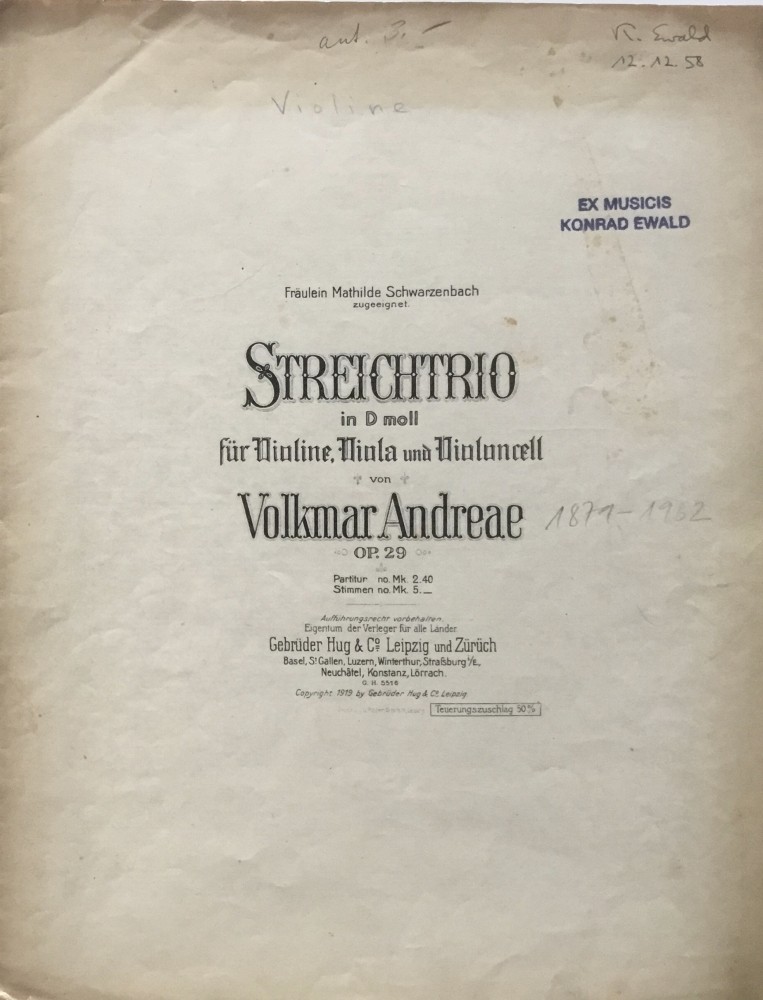 ant. 3.–
K. Ewald
12.12.58
Violine
EX MUSICIS
KONRAD EWALD
Fräulein Mathilde Schwarzenbach
zugeeignet.
STREICHTRIO
in D moll
für Violine, Viola und Violoncell
von
Volkmar Andreae
1879–1962
OP. 29
Partitur no. Mk. 2.40
Stimmen no. Mk. 5.—
Aufführungsrecht vorbehalten.
Eigentum der Verleger für alle Länder.
Gebrüder Hug & Co. Leipzig und Zürich
Basel, St Gallen, Luzern, Winterthur, Straßburg i/E.,
Neuchâtel, Konstanz, Lörrach.
G. H. 5516
Copyright 1919 by Gebrüder Hug & Co. Leipzig
Teuerungszuschlag 50%